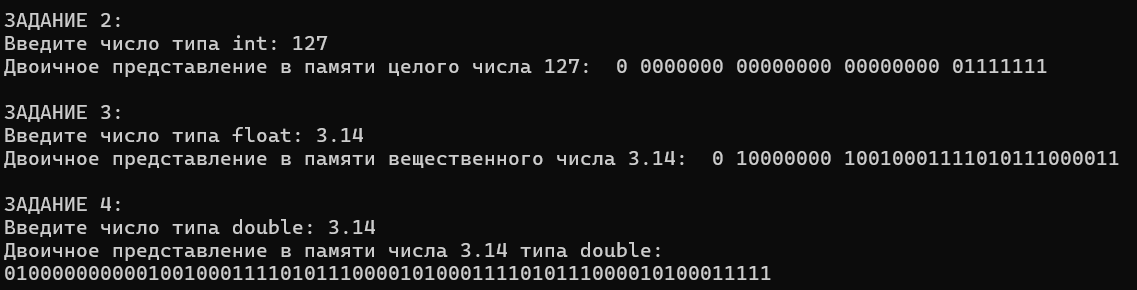 ЗАДАНИЕ 2:
Введите число типа int: 127
Двоичное представление в памяти целого числа 127:  0 0000000 00000000 00000000 01111111
ЗАДАНИЕ 3:
Введите число типа float: 3.14
Двоичное представление в памяти вещественного числа 3.14:  0 10000000 10010001111010111000011
ЗАДАНИЕ 4:
Введите число типа double: 3.14
Двоичное представление в памяти числа 3.14 типа double:
0100000000001001000111101011100001010001111010111000010100011111